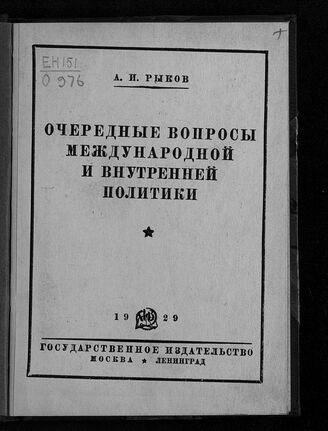 ЕН151
О 976
А. И. РЫКОВ
ОЧЕРЕДНЫЕ ВОПРОСЫ
МЕЖДУНАРОДНОЙ
И ВНУТРЕННЕЙ
ПОЛИТИКИ
★
19 29
ГОСУДАРСТВЕННОЕ ИЗДАТЕЛЬСТВО
МОСКВА ★ ЛЕНИНГРАД